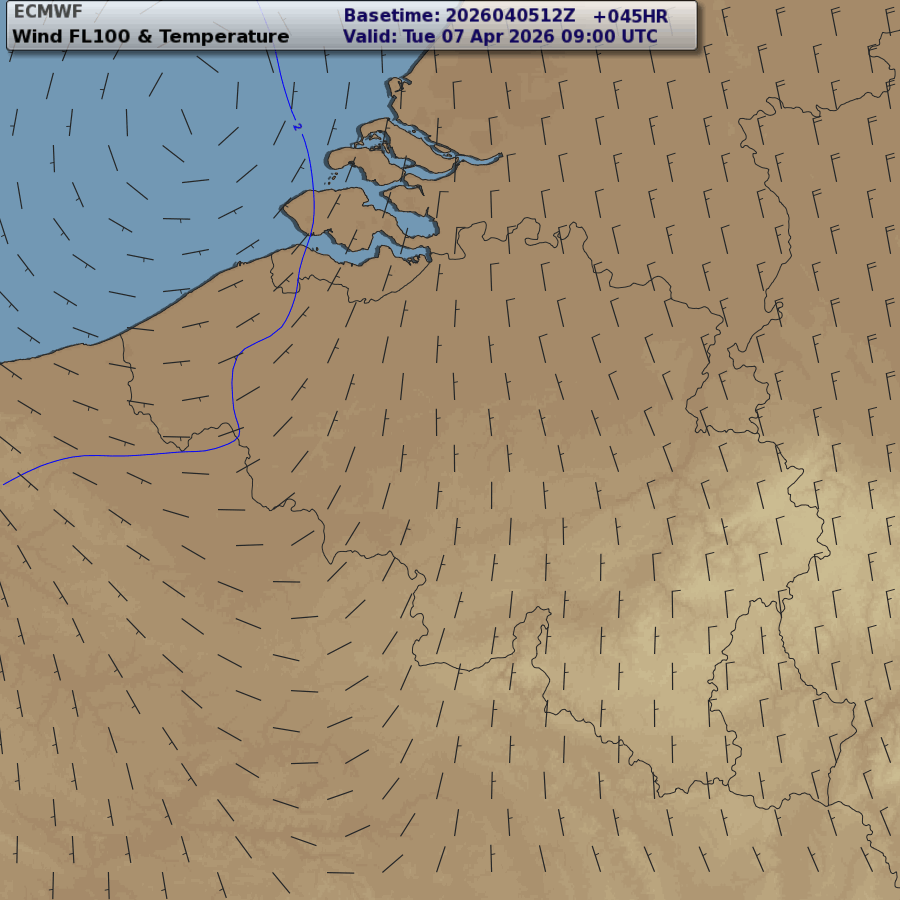 ECMWF
Basetime: 2026040512Z +045HR
Wind FL100 & Temperature
Valid: Tue 07 Apr 2026 09:00 UTC
2